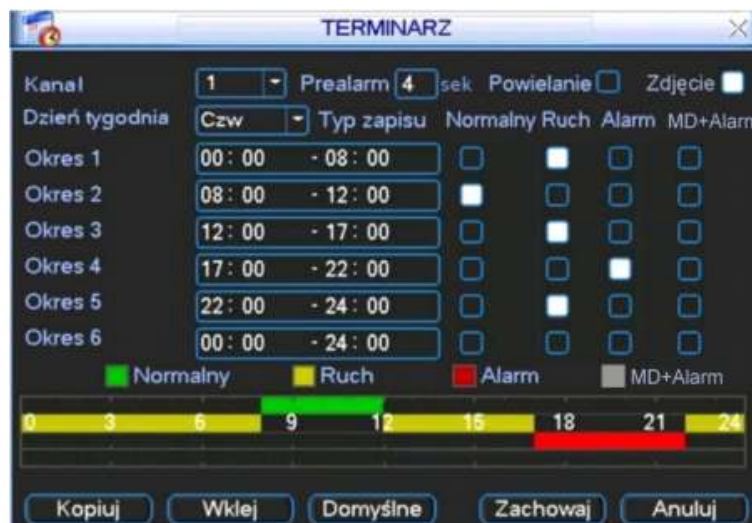 TERMINARZ
Kanal 1 Prealarm 4 sek Powielanie Zdjęcie
Dzień tygodnia Czw Typ zapisu Normalny Ruch Alarm MD+Alarm
Okres 1 00:00 - 08:00
Okres 2 08:00 - 12:00
Okres 3 12:00 - 17:00
Okres 4 17:00 - 22:00
Okres 5 22:00 - 24:00
Okres 6 00:00 - 24:00
Normalny Ruch Alarm MD+Alarm
0 3 6 9 12 15 18 21 24
Kopiuj Wklej Domyślne Zachowaj Anuluj